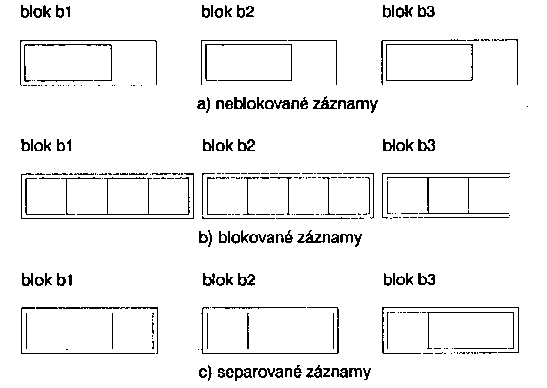 blok b1 blok b2 blok b3
a) neblokované záznamy
blok b1 blok b2 blok b3
b) blokované záznamy
blok b1 blok b2 blok b3
c) separované záznamy